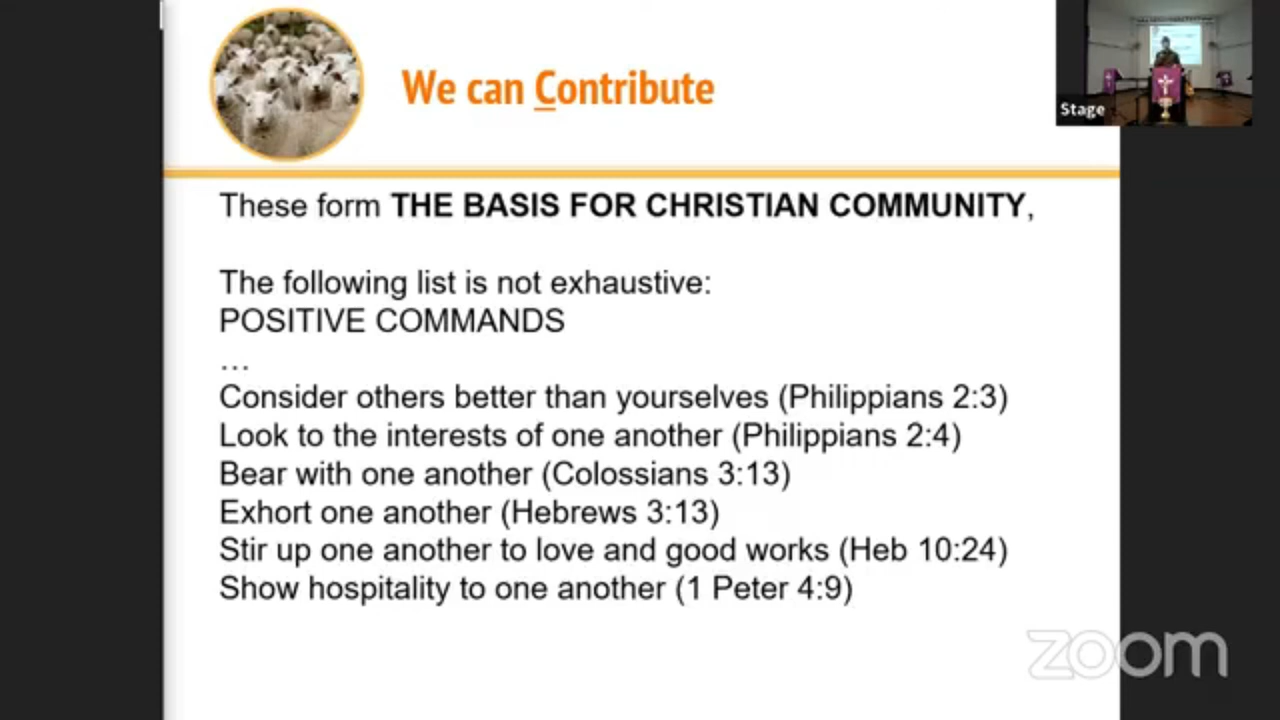 We can Contribute
Stage
These form THE BASIS FOR CHRISTIAN COMMUNITY,
The following list is not exhaustive:
POSITIVE COMMANDS
...
Consider others better than yourselves (Philippians 2:3)
Look to the interests of one another (Philippians 2:4)
Bear with one another (Colossians 3:13)
Exhort one another (Hebrews 3:13)
Stir up one another to love and good works (Heb 10:24)
Show hospitality to one another (1 Peter 4:9)
zoom